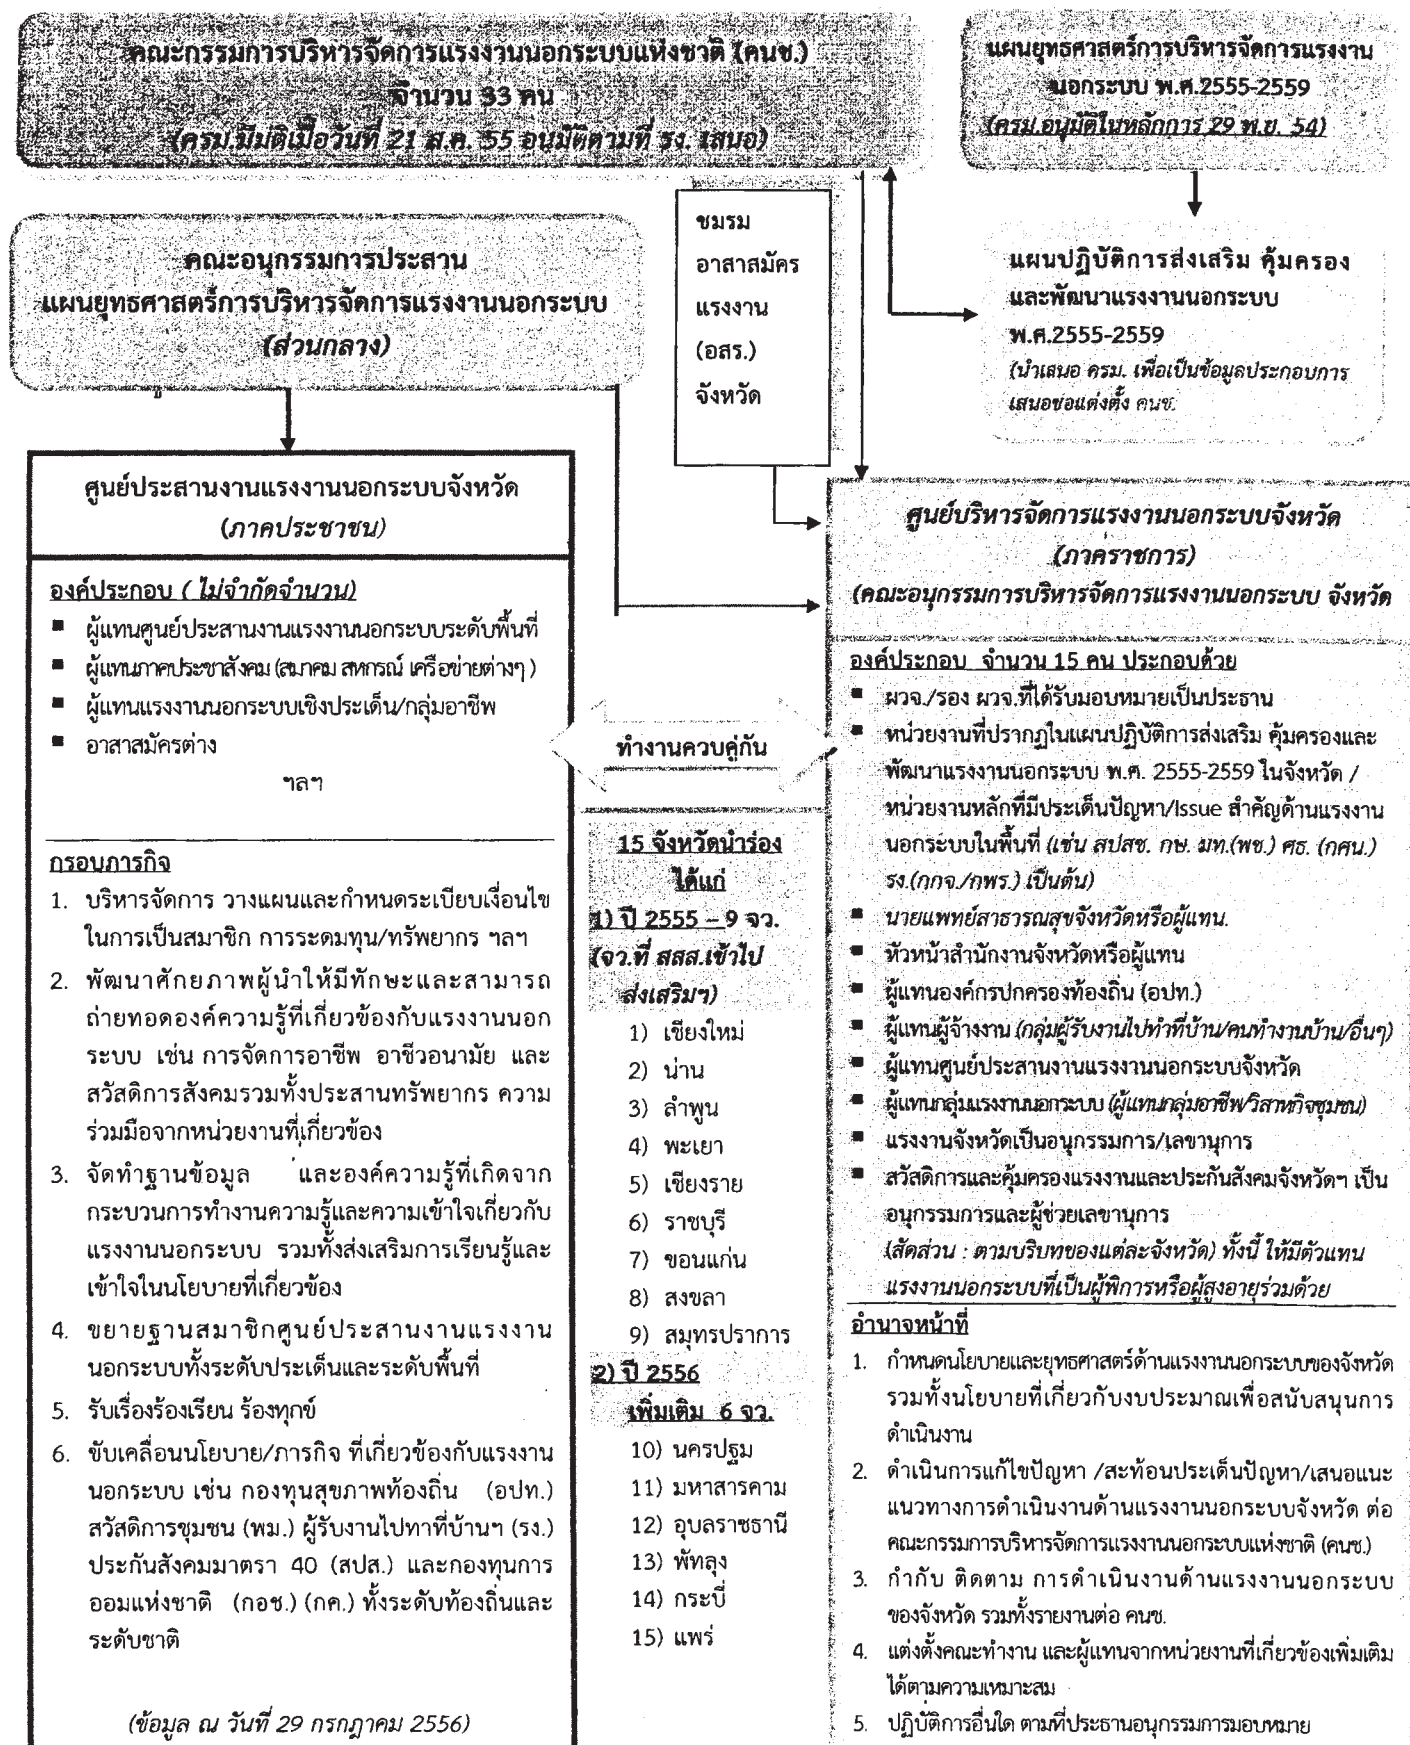 คณะกรรมการบริหารจัดการแรงงานนอกระบบแห่งชาติ (คนช.)
จำนวน 33 คน
(ครม.มีมติเมื่อวันที่ 21 ส.ค. 55 อนุมัติตามที่ รง. เสนอ)
แผนยุทธศาสตร์การบริหารจัดการแรงงาน
นอกระบบ พ.ศ.2555-2559
(ครม.อนุมัติในหลักการ 29 พ.ย. 54)
คณะอนุกรรมการประสาน
แผนยุทธศาสตร์การบริหารจัดการแรงงานนอกระบบ
(ส่วนกลาง)
ชมรม
อาสาสมัคร
แรงงาน
(อสร.)
จังหวัด
แผนปฏิบัติการส่งเสริม คุ้มครอง
และพัฒนาแรงงานนอกระบบ
พ.ศ.2555-2559
(นำเสนอ ครม. เพื่อเป็นข้อมูลประกอบการ
เสนอขอแต่งตั้ง คนช.
ศูนย์ประสานงานแรงงานนอกระบบจังหวัด
(ภาคประชาชน)
องค์ประกอบ ( ไม่จำกัดจำนวน)
▪ ผู้แทนศูนย์ประสานงานแรงงานนอกระบบระดับพื้นที่
▪ ผู้แทนภาคประชาสังคม (สมาคม สหกรณ์ เครือข่ายต่างๆ )
▪ ผู้แทนแรงงานนอกระบบเชิงประเด็น/กลุ่มอาชีพ
▪ อาสาสมัครต่าง
ฯลฯ
กรอบภารกิจ
1. บริหารจัดการ วางแผนและกำหนดระเบียบเงื่อนไข
ในการเป็นสมาชิก การระดมทุน/ทรัพยากร ฯลฯ
2. พัฒนาศักยภาพผู้นำให้มีทักษะและสามารถ
ถ่ายทอดองค์ความรู้ที่เกี่ยวข้องกับแรงงานนอก
ระบบ เช่น การจัดการอาชีพ อาชีวอนามัย และ
สวัสดิการสังคมรวมทั้งประสานทรัพยากร ความ
ร่วมมือจากหน่วยงานที่เกี่ยวข้อง
3. จัดทำฐานข้อมูล และองค์ความรู้ที่เกิดจาก
กระบวนการทำงานความรู้และความเข้าใจเกี่ยวกับ
แรงงานนอกระบบ รวมทั้งส่งเสริมการเรียนรู้และ
เข้าใจในนโยบายที่เกี่ยวข้อง
4. ขยายฐานสมาชิกศูนย์ประสานงานแรงงาน
นอกระบบทั้งระดับประเด็นและระดับพื้นที่
5. รับเรื่องร้องเรียน ร้องทุกข์
6. ขับเคลื่อนนโยบาย/ภารกิจ ที่เกี่ยวข้องกับแรงงาน
นอกระบบ เช่น กองทุนสุขภาพท้องถิ่น (อปท.)
สวัสดิการชุมชน (พม.) ผู้รับงานไปทาที่บ้านฯ (รง.)
ประกันสังคมมาตรา 40 (สปส.) และกองทุนการ
ออมแห่งชาติ (กอช.) (กค.) ทั้งระดับท้องถิ่นและ
ระดับชาติ
(ข้อมูล ณ วันที่ 29 กรกฎาคม 2556)
ทำงานควบคู่กัน
15 จังหวัดนำร่อง
ได้แก่
1) ปี 2555 – 9 จว.
(จว.ที่ สสส.เข้าไป
ส่งเสริมฯ)
1) เชียงใหม่
2) น่าน
3) ลำพูน
4) พะเยา
5) เชียงราย
6) ราชบุรี
7) ขอนแก่น
8) สงขลา
9) สมุทรปราการ
2) ปี 2556
เพิ่มเติม 6 จว.
10) นครปฐม
11) มหาสารคาม
12) อุบลราชธานี
13) พัทลุง
14) กระบี่
15) แพร่
ศูนย์บริหารจัดการแรงงานนอกระบบจังหวัด
(ภาคราชการ)
(คณะอนุกรรมการบริหารจัดการแรงงานนอกระบบ จังหวัด
องค์ประกอบ จำนวน 15 คน ประกอบด้วย
▪ ผวจ./รอง ผวจ.ที่ได้รับมอบหมายเป็นประธาน
▪ หน่วยงานที่ปรากฏในแผนปฏิบัติการส่งเสริม คุ้มครองและ
พัฒนาแรงงานนอกระบบ พ.ศ. 2555-2559 ในจังหวัด /
หน่วยงานหลักที่มีประเด็นปัญหา/Issue สำคัญด้านแรงงาน
นอกระบบในพื้นที่ (เช่น สปสช. กษ. มท.(พช.) ศธ. (กศน.)
รง.(กกจ./กพร.) เป็นต้น)
▪ นายแพทย์สาธารณสุขจังหวัดหรือผู้แทน.
▪ หัวหน้าสำนักงานจังหวัดหรือผู้แทน
▪ ผู้แทนองค์กรปกครองท้องถิ่น (อปท.)
▪ ผู้แทนผู้จ้างงาน (กลุ่มผู้รับงานไปทำที่บ้าน/คนทำงานบ้าน/อื่นๆ)
▪ ผู้แทนศูนย์ประสานงานแรงงานนอกระบบจังหวัด
▪ ผู้แทนกลุ่มแรงงานนอกระบบ (ผู้แทนกลุ่มอาชีพ/วิสาหกิจชุมชน)
▪ แรงงานจังหวัดเป็นอนุกรรมการ/เลขานุการ
▪ สวัสดิการและคุ้มครองแรงงานและประกันสังคมจังหวัดฯ เป็น
อนุกรรมการและผู้ช่วยเลขานุการ
(สัดส่วน : ตามบริบทของแต่ละจังหวัด) ทั้งนี้ ให้มีตัวแทน
แรงงานนอกระบบที่เป็นผู้พิการหรือผู้สูงอายุร่วมด้วย
อำนาจหน้าที่
1. กำหนดนโยบายและยุทธศาสตร์ด้านแรงงานนอกระบบของจังหวัด
รวมทั้งนโยบายที่เกี่ยวกับงบประมาณเพื่อสนับสนุนการ
ดำเนินงาน
2. ดำเนินการแก้ไขปัญหา /สะท้อนประเด็นปัญหา/เสนอแนะ
แนวทางการดำเนินงานด้านแรงงานนอกระบบจังหวัด ต่อ
คณะกรรมการบริหารจัดการแรงงานนอกระบบแห่งชาติ (คนช.)
3. กำกับ ติดตาม การดำเนินงานด้านแรงงานนอกระบบ
ของจังหวัด รวมทั้งรายงานต่อ คนช.
4. แต่งตั้งคณะทำงาน และผู้แทนจากหน่วยงานที่เกี่ยวข้องเพิ่มเติม
ได้ตามความเหมาะสม
5. ปฏิบัติการอื่นใด ตามที่ประธานอนุกรรมการมอบหมาย